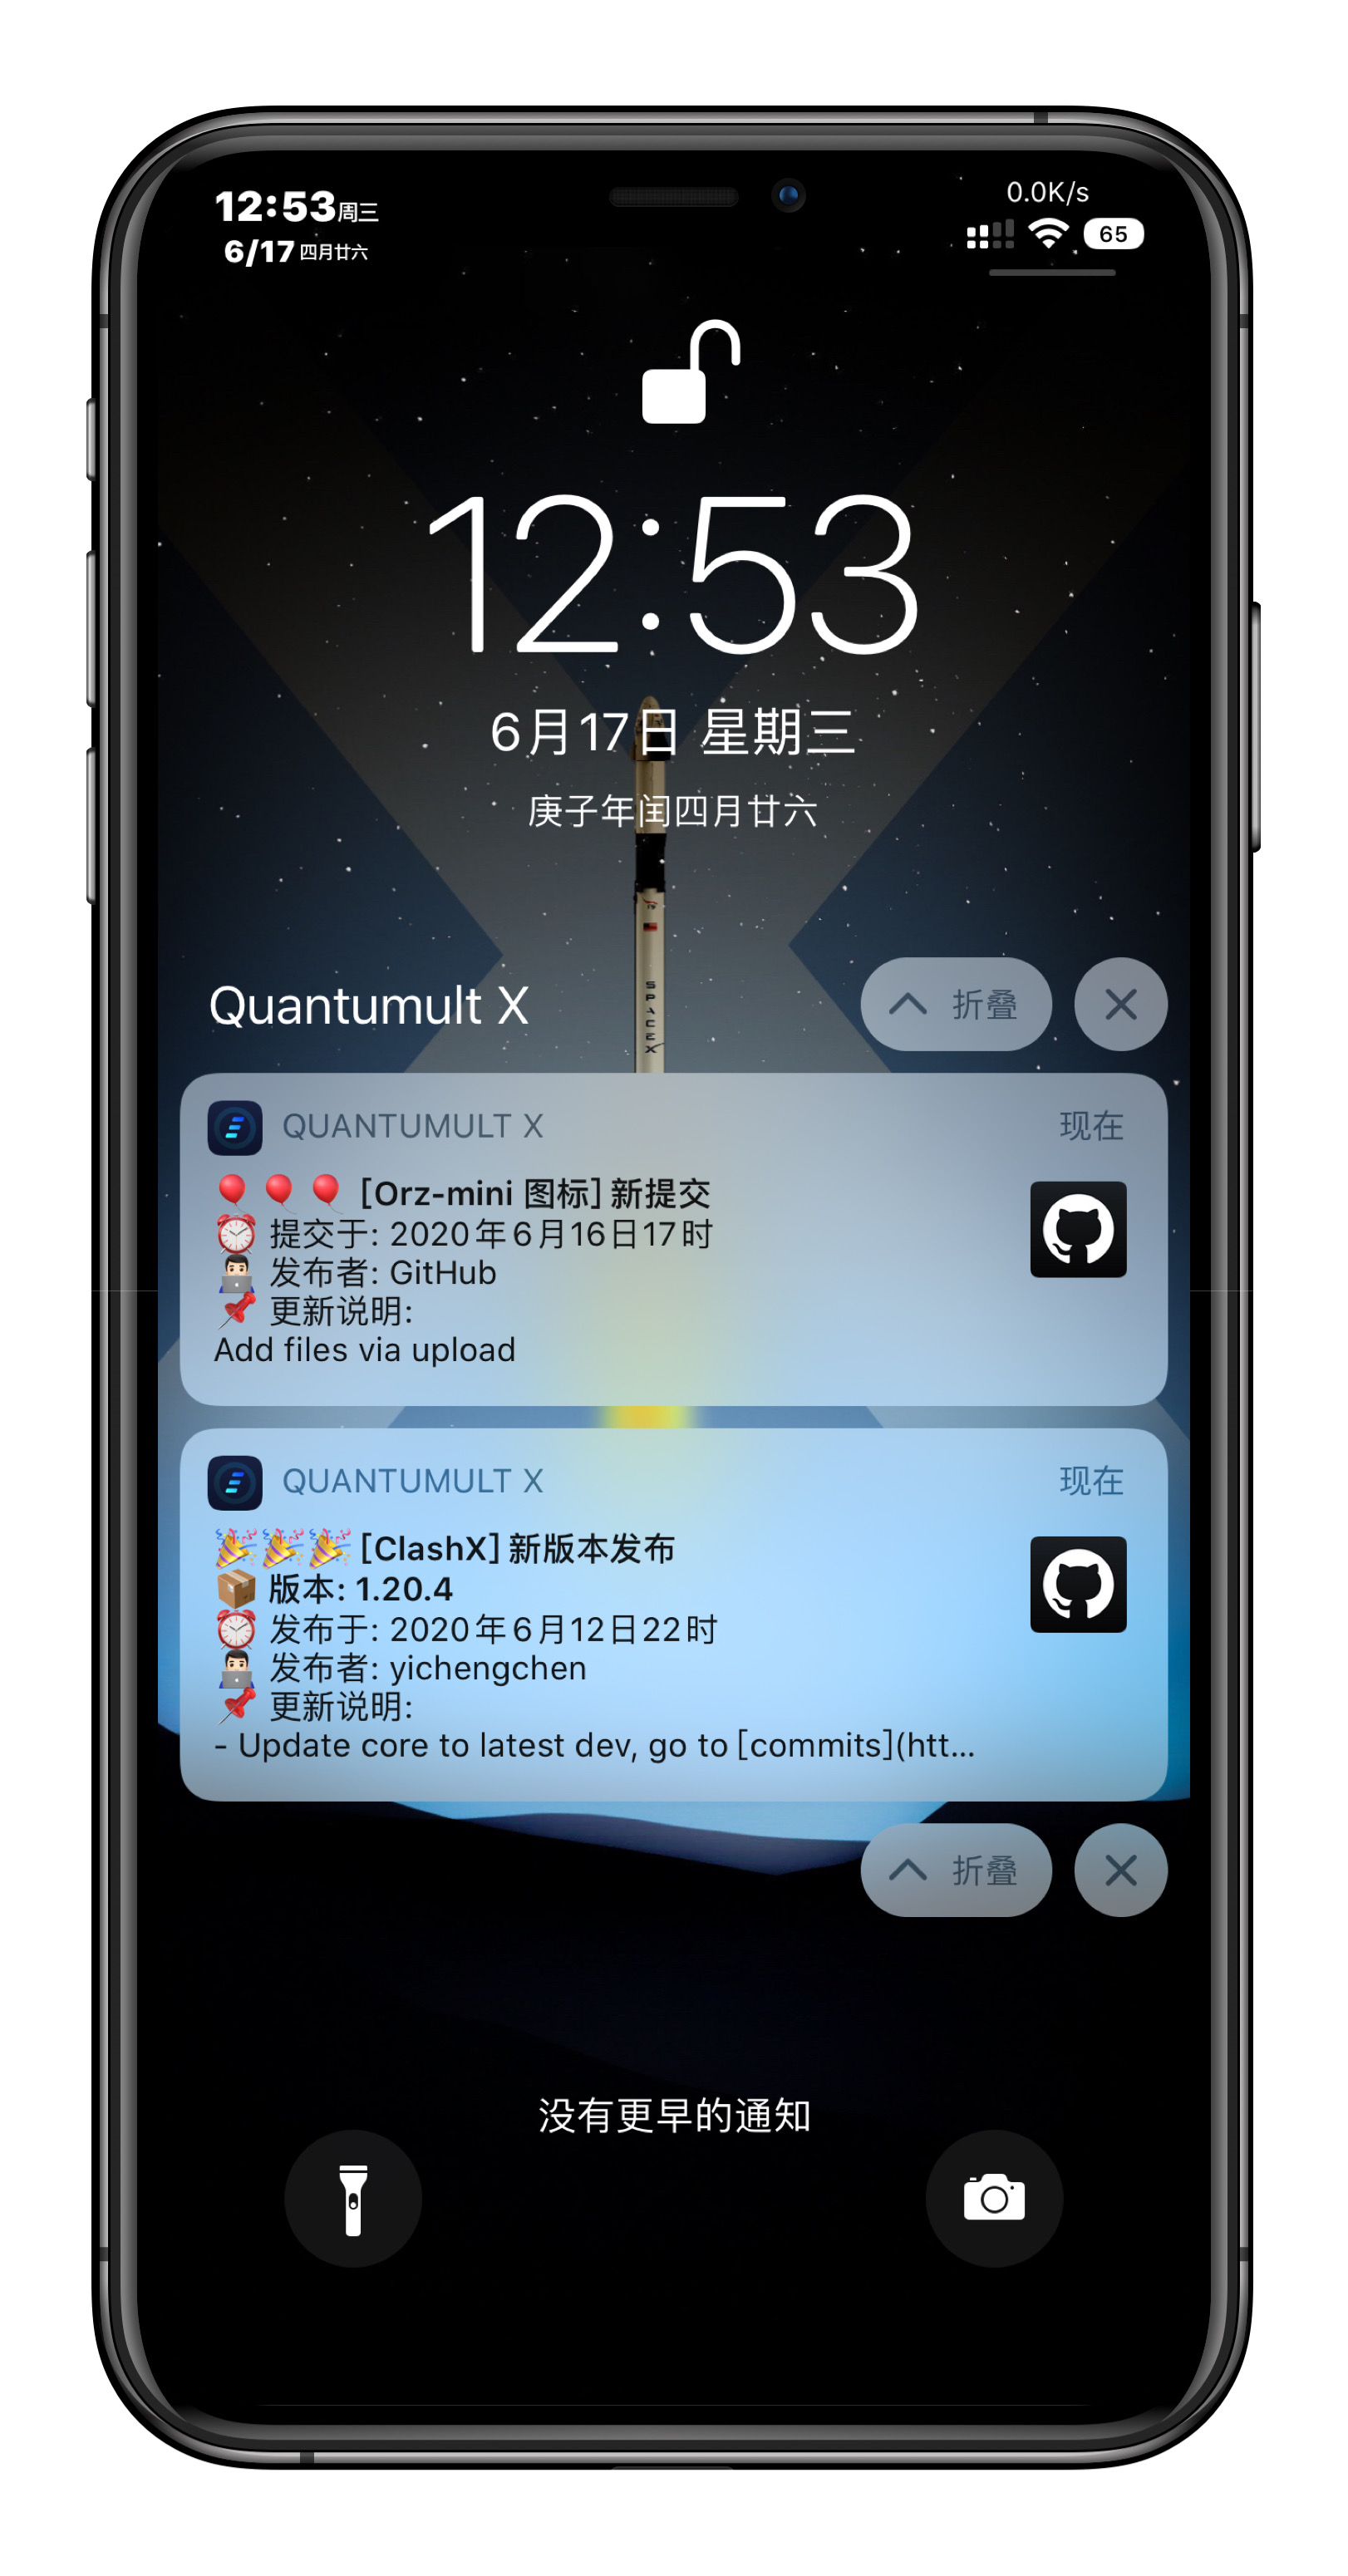 12:53周三
6/17 四月廿六
0.0K/s
65
12:53
6月17日 星期三
庚子年闰四月廿六
SPACEX
Quantumult X
折叠
QUANTUMULT X
现在
🎈 🎈 🎈 [Orz-mini 图标] 新提交
⏰ 提交于: 2020年6月16日17时
👨🏻‍💻 发布者: GitHub
📌 更新说明:
Add files via upload
QUANTUMULT X
现在
🎉🎉🎉 [ClashX] 新版本发布
📦 版本: 1.20.4
⏰ 发布于: 2020年6月12日22时
👨🏻‍💻 发布者: yichengchen
📌 更新说明:
- Update core to latest dev, go to [commits](htt...
折叠
没有更早的通知